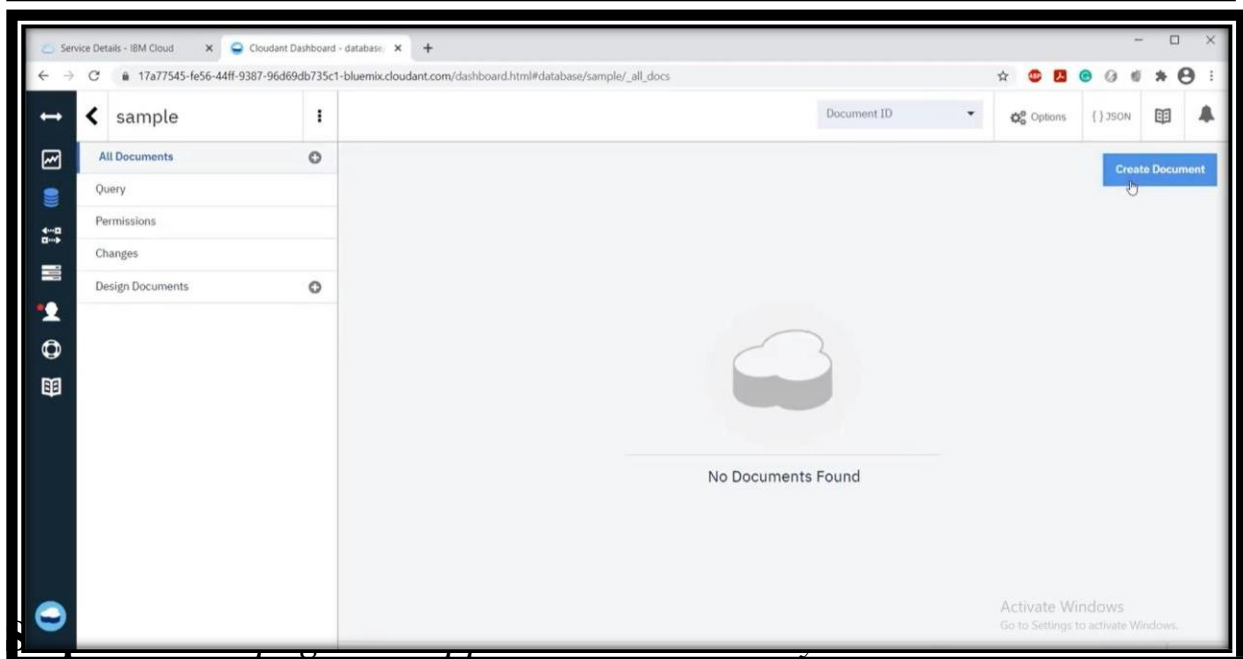 Service Details - IBM Cloud
Cloudant Dashboard - database
17a77545-fe56-44ff-9387-96d69db735c1-bluemix.cloudant.com/dashboard.html#database/sample/_all_docs
sample
Document ID
Options
{ } JSON
All Documents
Create Document
Query
Permissions
Changes
Design Documents
No Documents Found
Activate Windows
Go to Settings to activate Windows.